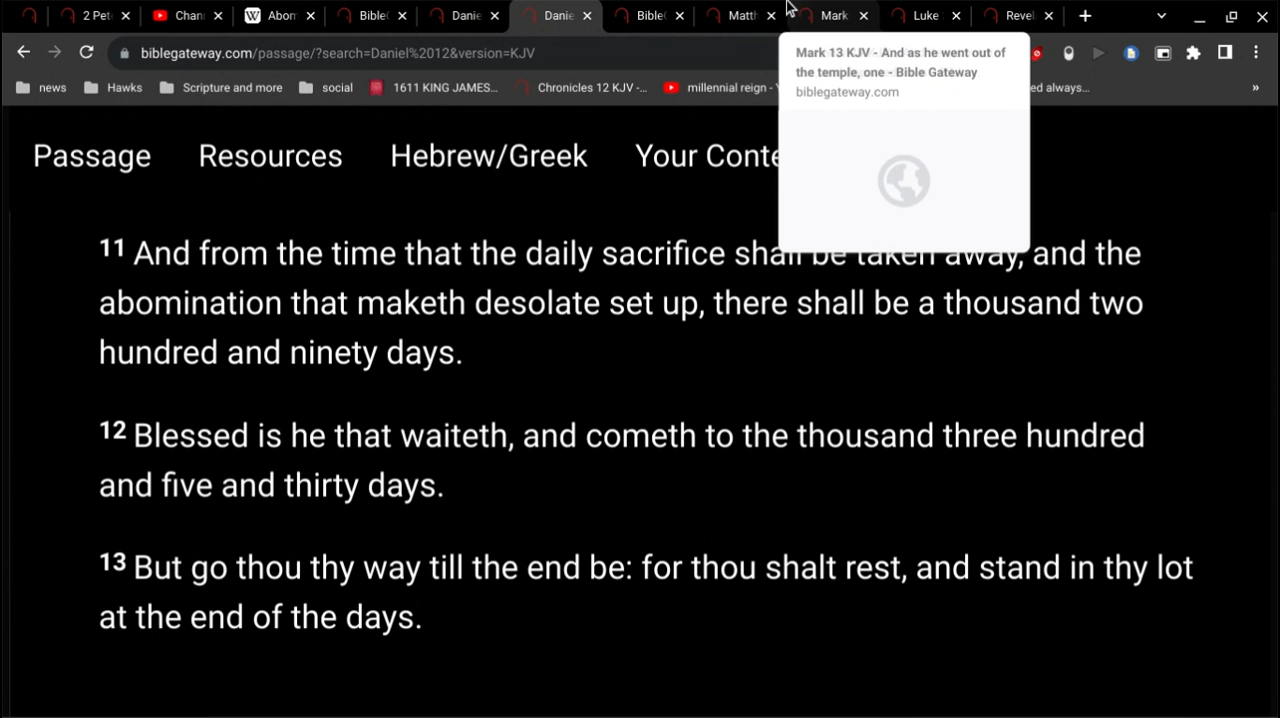 2 Pet
Chan
W Abom
Bible(
Danie
Danie
Bible(
Matth
Mark
Luke
Revel
biblegateway.com/passage/?search=Daniel%2012&version=KJV
Mark 13 KJV - And as he went out of
the temple, one - Bible Gateway
biblegateway.com
news
Hawks
Scripture and more
social
1611 KING JAMES...
Chronicles 12 KJV -...
millennial reign - Y
ed always...
»
Passage Resources Hebrew/Greek Your Conte
11 And from the time that the daily sacrifice shall be taken away, and the
abomination that maketh desolate set up, there shall be a thousand two
hundred and ninety days.
12 Blessed is he that waiteth, and cometh to the thousand three hundred
and five and thirty days.
13 But go thou thy way till the end be: for thou shalt rest, and stand in thy lot
at the end of the days.